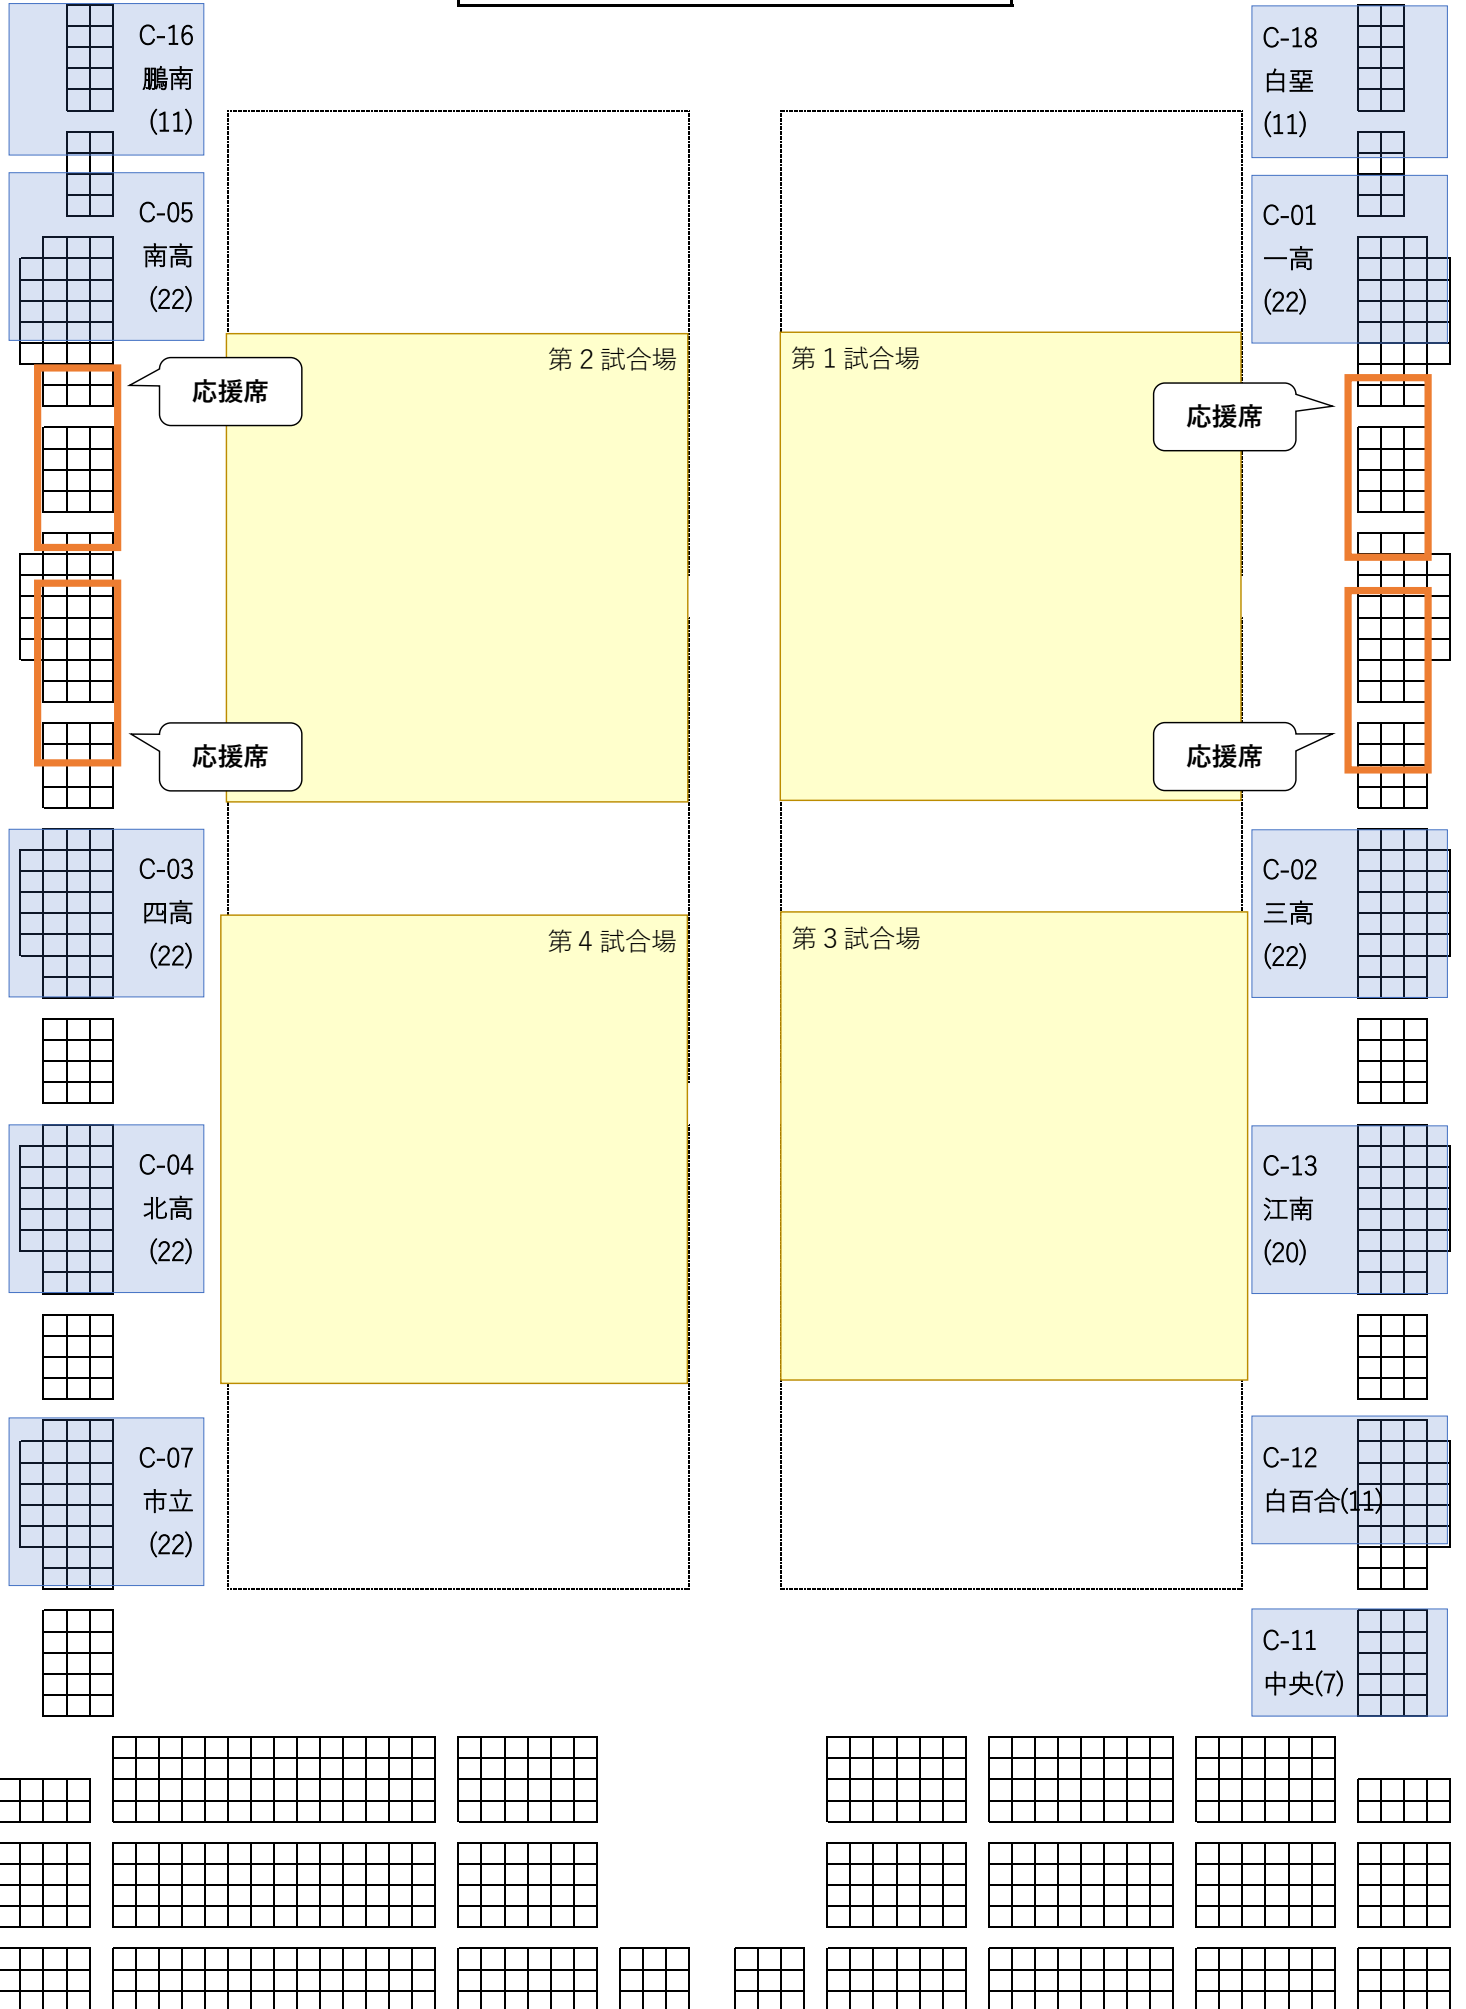 C-16
鵬南
(11)
C-18
白堊
(11)
C-05
南高
(22)
C-01
一高
(22)
第2試合場
第1試合場
応援席
応援席
応援席
応援席
C-03
四高
(22)
C-02
三高
(22)
第4試合場
第3試合場
C-04
北高
(22)
C-13
江南
(20)
C-07
市立
(22)
C-12
白百合(11)
C-11
中央(7)